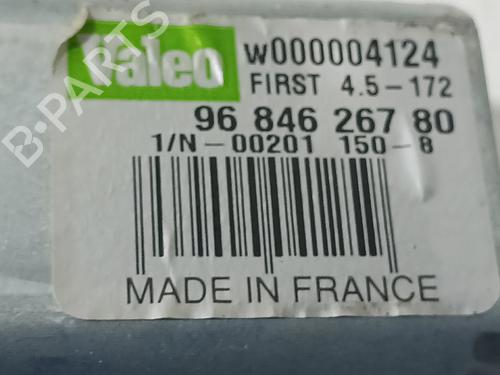 Valeo W000004124
FIRST 4.5-172
96 846 267 80
1/N-00201 150-8
MADE IN FRANCE
B-PARTS